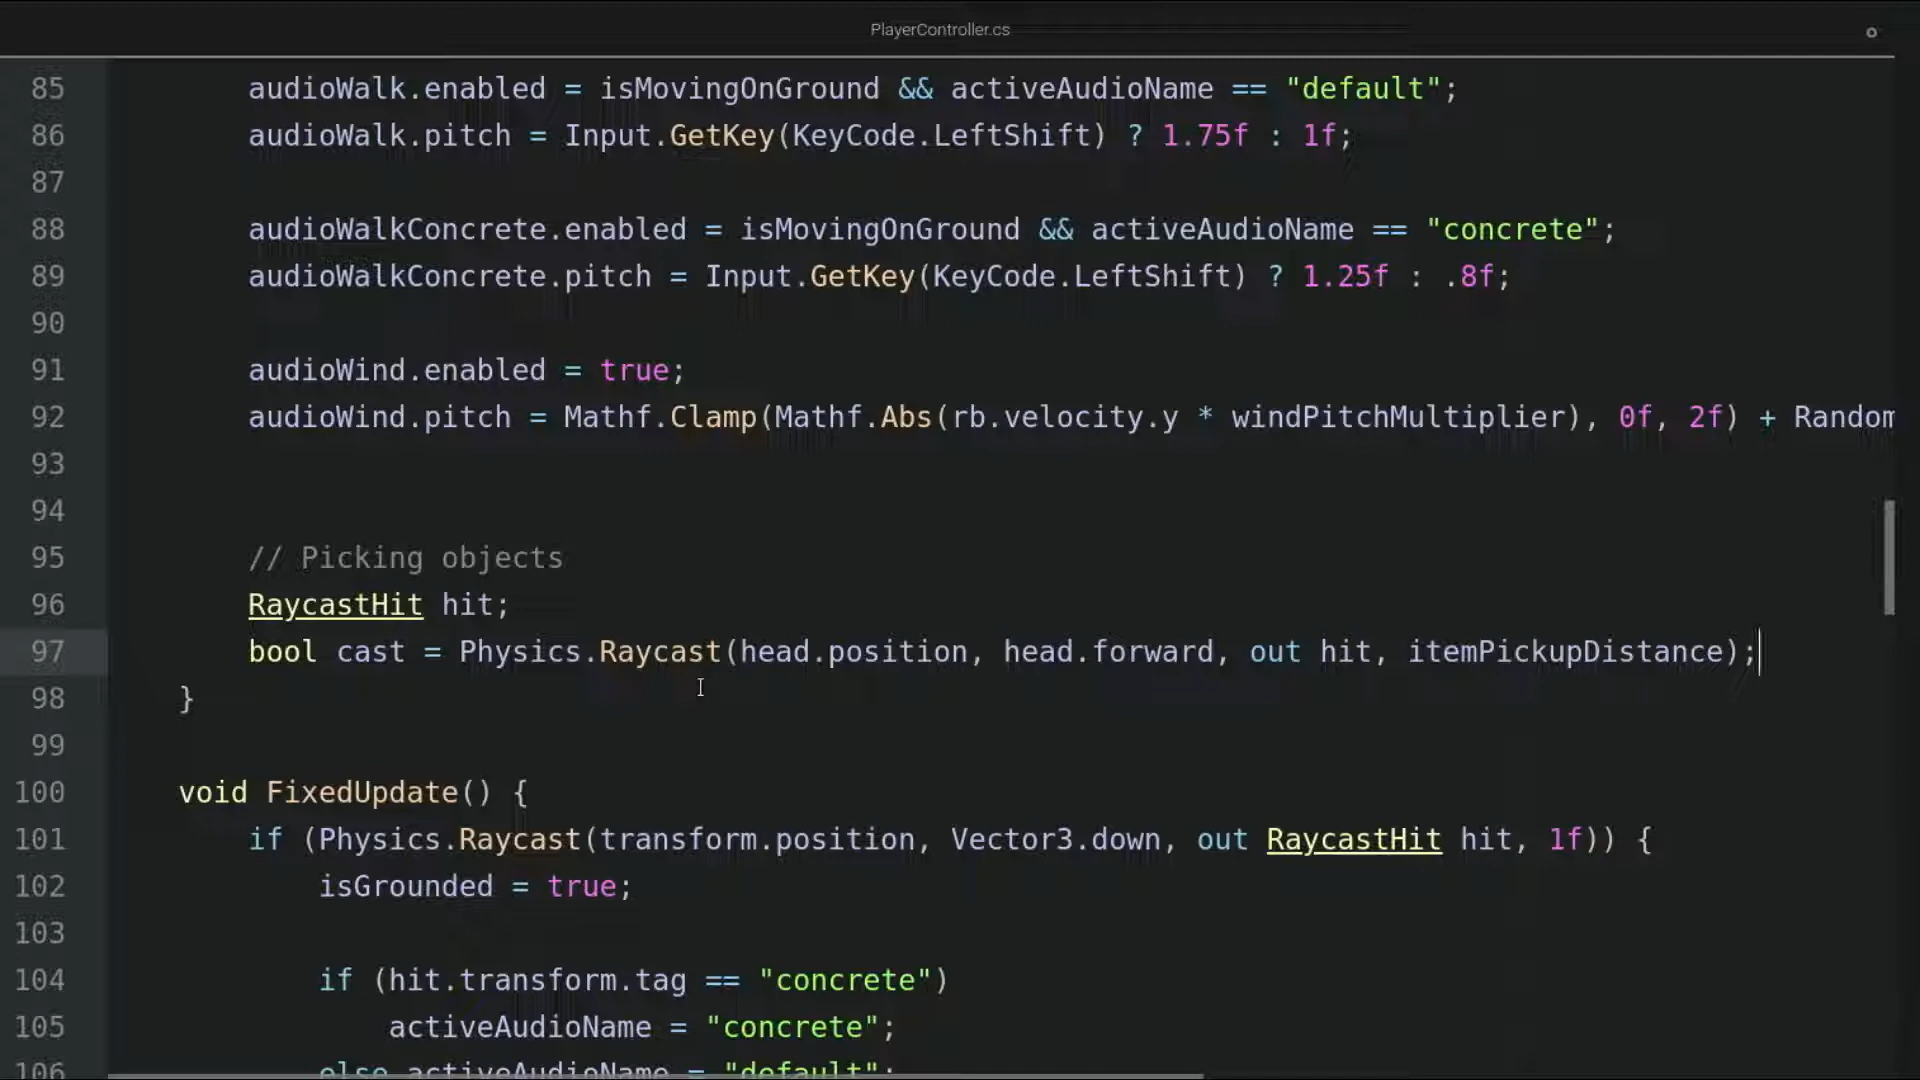 PlayerController.cs
85 audioWalk.enabled = isMovingOnGround && activeAudioName == "default";
86 audioWalk.pitch = Input.GetKey(KeyCode.LeftShift) ? 1.75f : 1f;
87
88 audioWalkConcrete.enabled = isMovingOnGround && activeAudioName == "concrete";
89 audioWalkConcrete.pitch = Input.GetKey(KeyCode.LeftShift) ? 1.25f : .8f;
90
91 audioWind.enabled = true;
92 audioWind.pitch = Mathf.Clamp(Mathf.Abs(rb.velocity.y * windPitchMultiplier), 0f, 2f) + Random
93
94
95 // Picking objects
96 RaycastHit hit;
97 bool cast = Physics.Raycast(head.position, head.forward, out hit, itemPickupDistance);
98 }
99
100 void FixedUpdate() {
101 if (Physics.Raycast(transform.position, Vector3.down, out RaycastHit hit, 1f)) {
102 isGrounded = true;
103
104 if (hit.transform.tag == "concrete")
105 activeAudioName = "concrete";
106 else activeAudioName = "default";